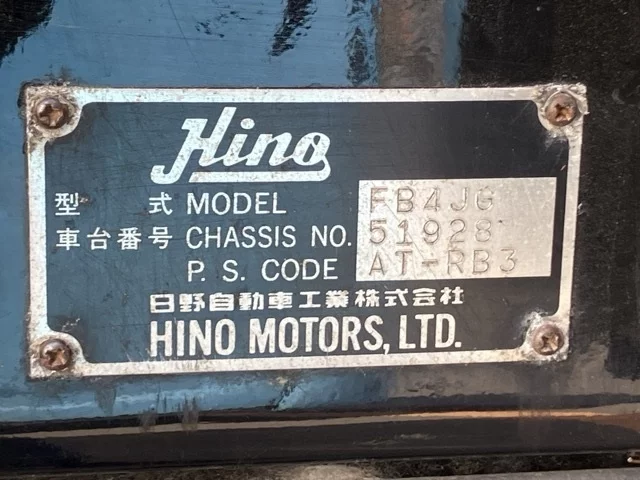 Hino
型 式 MODEL FB4JG
車台番号 CHASSIS NO. 51928
P. S. CODE AT-RB3
日野自動車工業株式会社
HINO MOTORS, LTD.